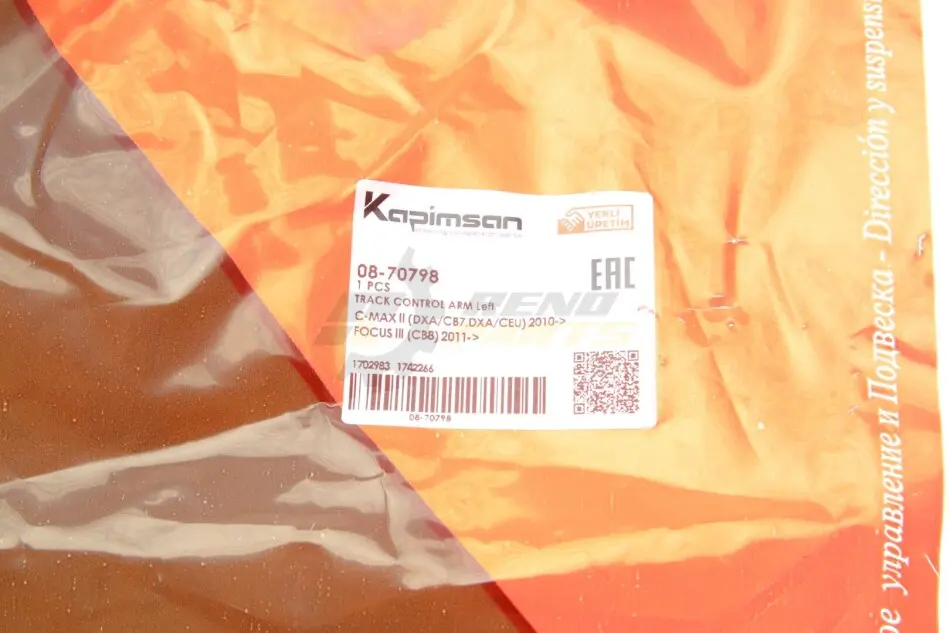 Kapimsan
YERLİ
ÜRETİM
08-70798
1 PCS
EAC
TRACK CONTROL ARM Left
C-MAX II (DXA/CB7,DXA/CEU) 2010->
FOCUS III (CB8) 2011->
1702983 1742266
08-70798
управление и Подвеска - Dirección y suspensi